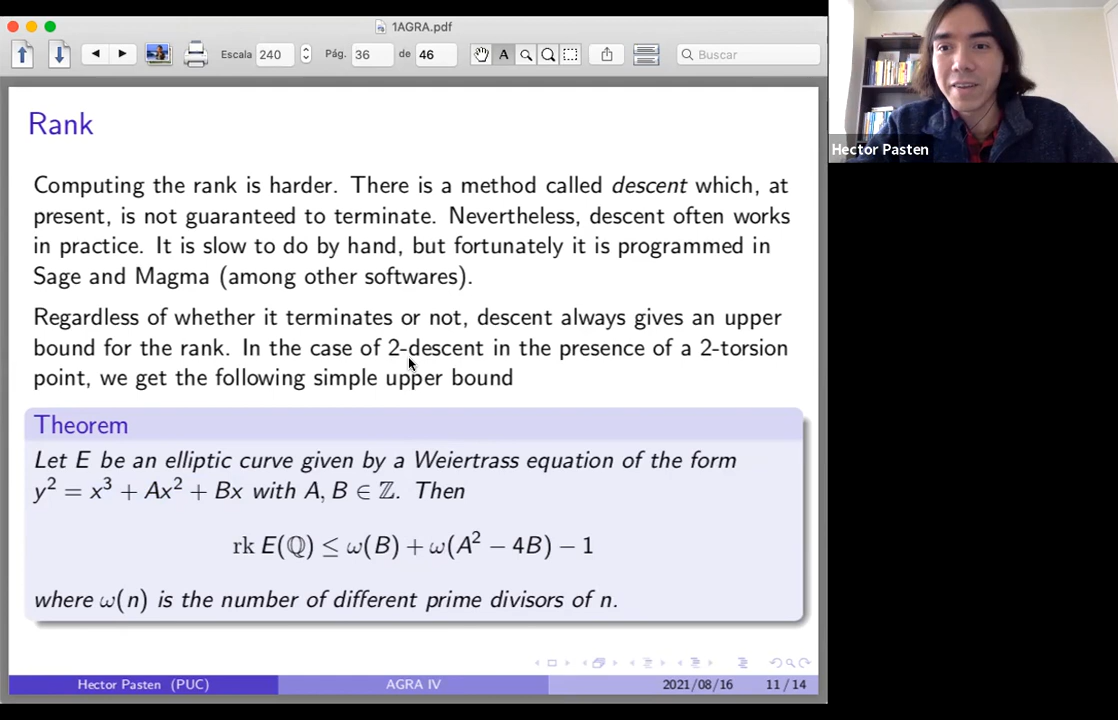 1AGRA.pdf
Escala 240 Pág. 36 de 46 A Buscar
Rank
Computing the rank is harder. There is a method called descent which, at
present, is not guaranteed to terminate. Nevertheless, descent often works
in practice. It is slow to do by hand, but fortunately it is programmed in
Sage and Magma (among other softwares).
Regardless of whether it terminates or not, descent always gives an upper
bound for the rank. In the case of 2-descent in the presence of a 2-torsion
point, we get the following simple upper bound
Theorem
Let E be an elliptic curve given by a Weiertrass equation of the form
y² = x³ + Ax² + Bx with A, B ∈ ℤ. Then
rk E(ℚ) ≤ ω(B) + ω(A² − 4B) − 1
where ω(n) is the number of different prime divisors of n.
Hector Pasten (PUC) AGRA IV 2021/08/16 11 / 14
Hector Pasten